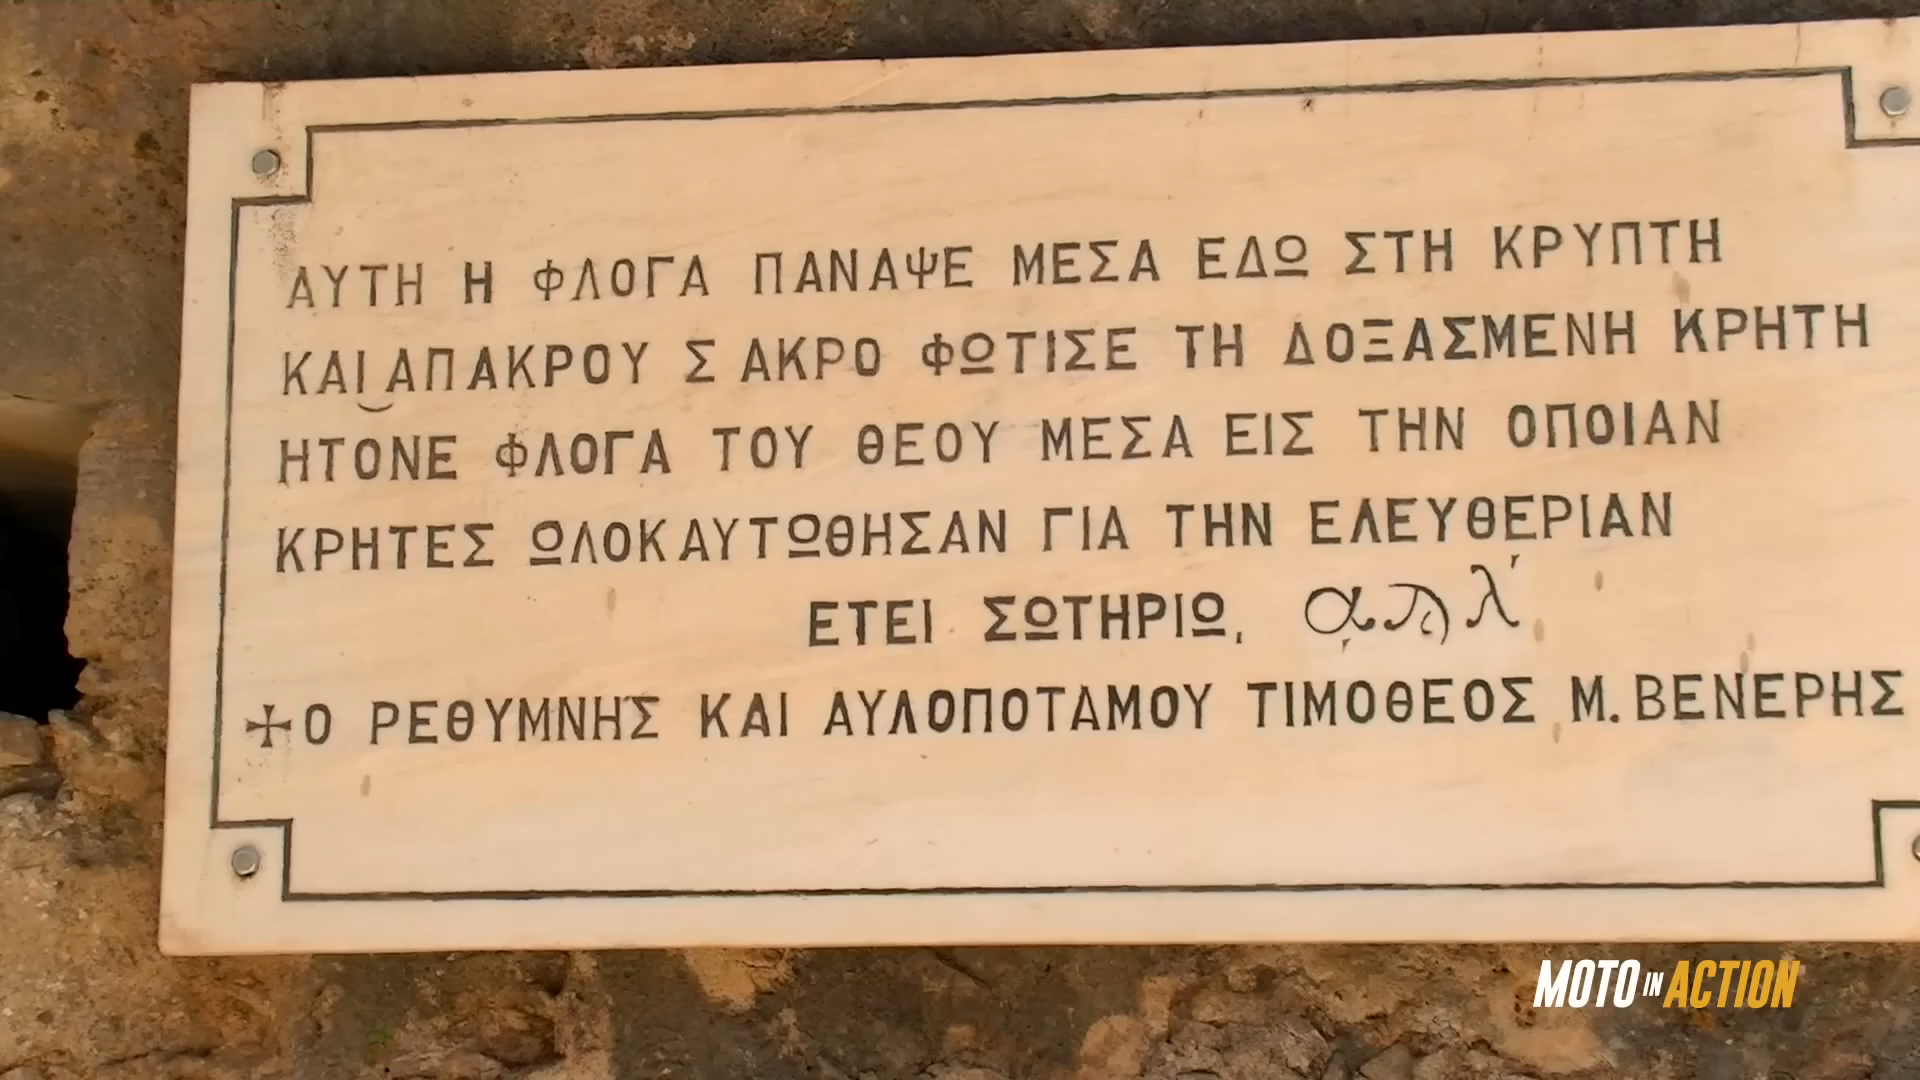 ΑΥΤΗ Η ΦΛΟΓΑ ΠΑΝΑΨΕ ΜΕΣΑ ΕΔΩ ΣΤΗ ΚΡΥΠΤΗ
ΚΑΙ ΑΠΑΚΡΟΥ Σ ΑΚΡΟ ΦΩΤΙΣΕ ΤΗ ΔΟΞΑΣΜΕΝΗ ΚΡΗΤΗ
ΗΤΟΝΕ ΦΛΟΓΑ ΤΟΥ ΘΕΟΥ ΜΕΣΑ ΕΙΣ ΤΗΝ ΟΠΟΙΑΝ
ΚΡΗΤΕΣ ΩΛΟΚΑΥΤΩΘΗΣΑΝ ΓΙΑ ΤΗΝ ΕΛΕΥΘΕΡΙΑΝ
ΕΤΕΙ ΣΩΤΗΡΙΩ, ͵αϠλʹ
✠Ο ΡΕΘΥΜΝΗΣ ΚΑΙ ΑΥΛΟΠΟΤΑΜΟΥ ΤΙΜΟΘΕΟΣ Μ. ΒΕΝΕΡΗΣ
MOTO IN ACTION